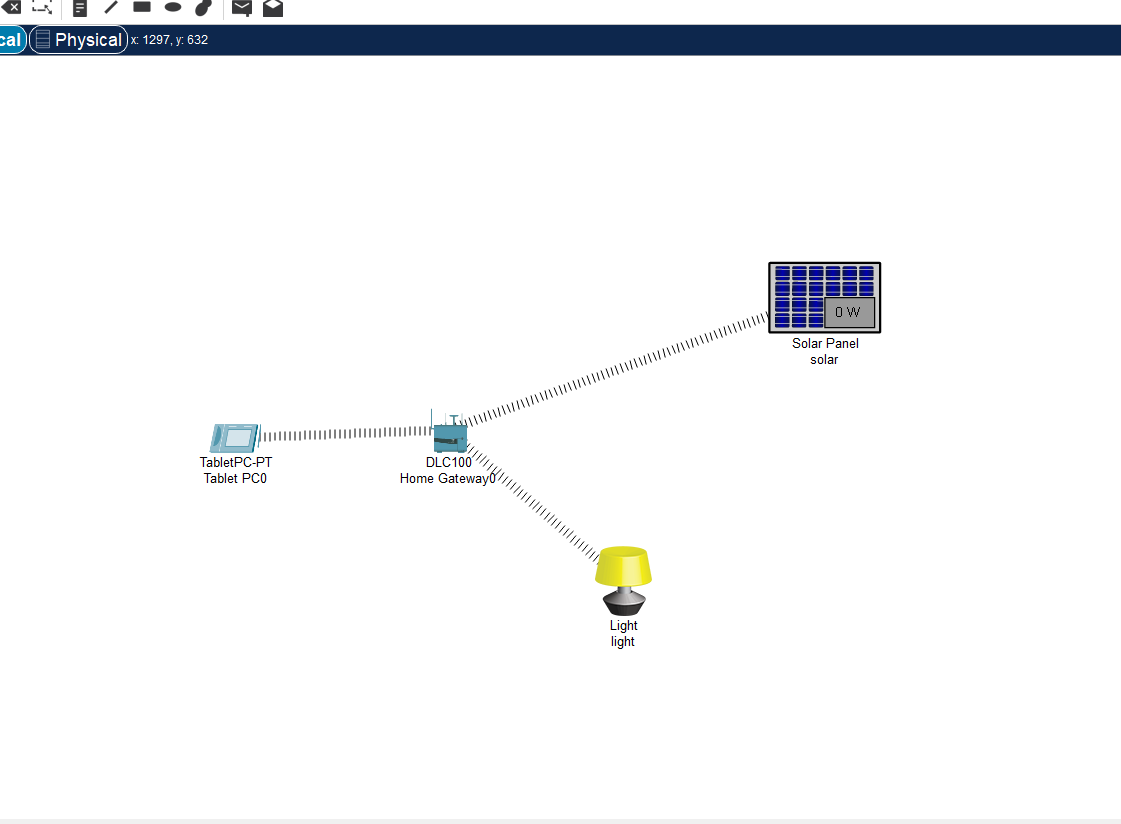 cal
Physical
x: 1297, y: 632
0 W
Solar Panel
solar
TabletPC-PT
Tablet PC0
DLC100
Home Gateway0
Light
light